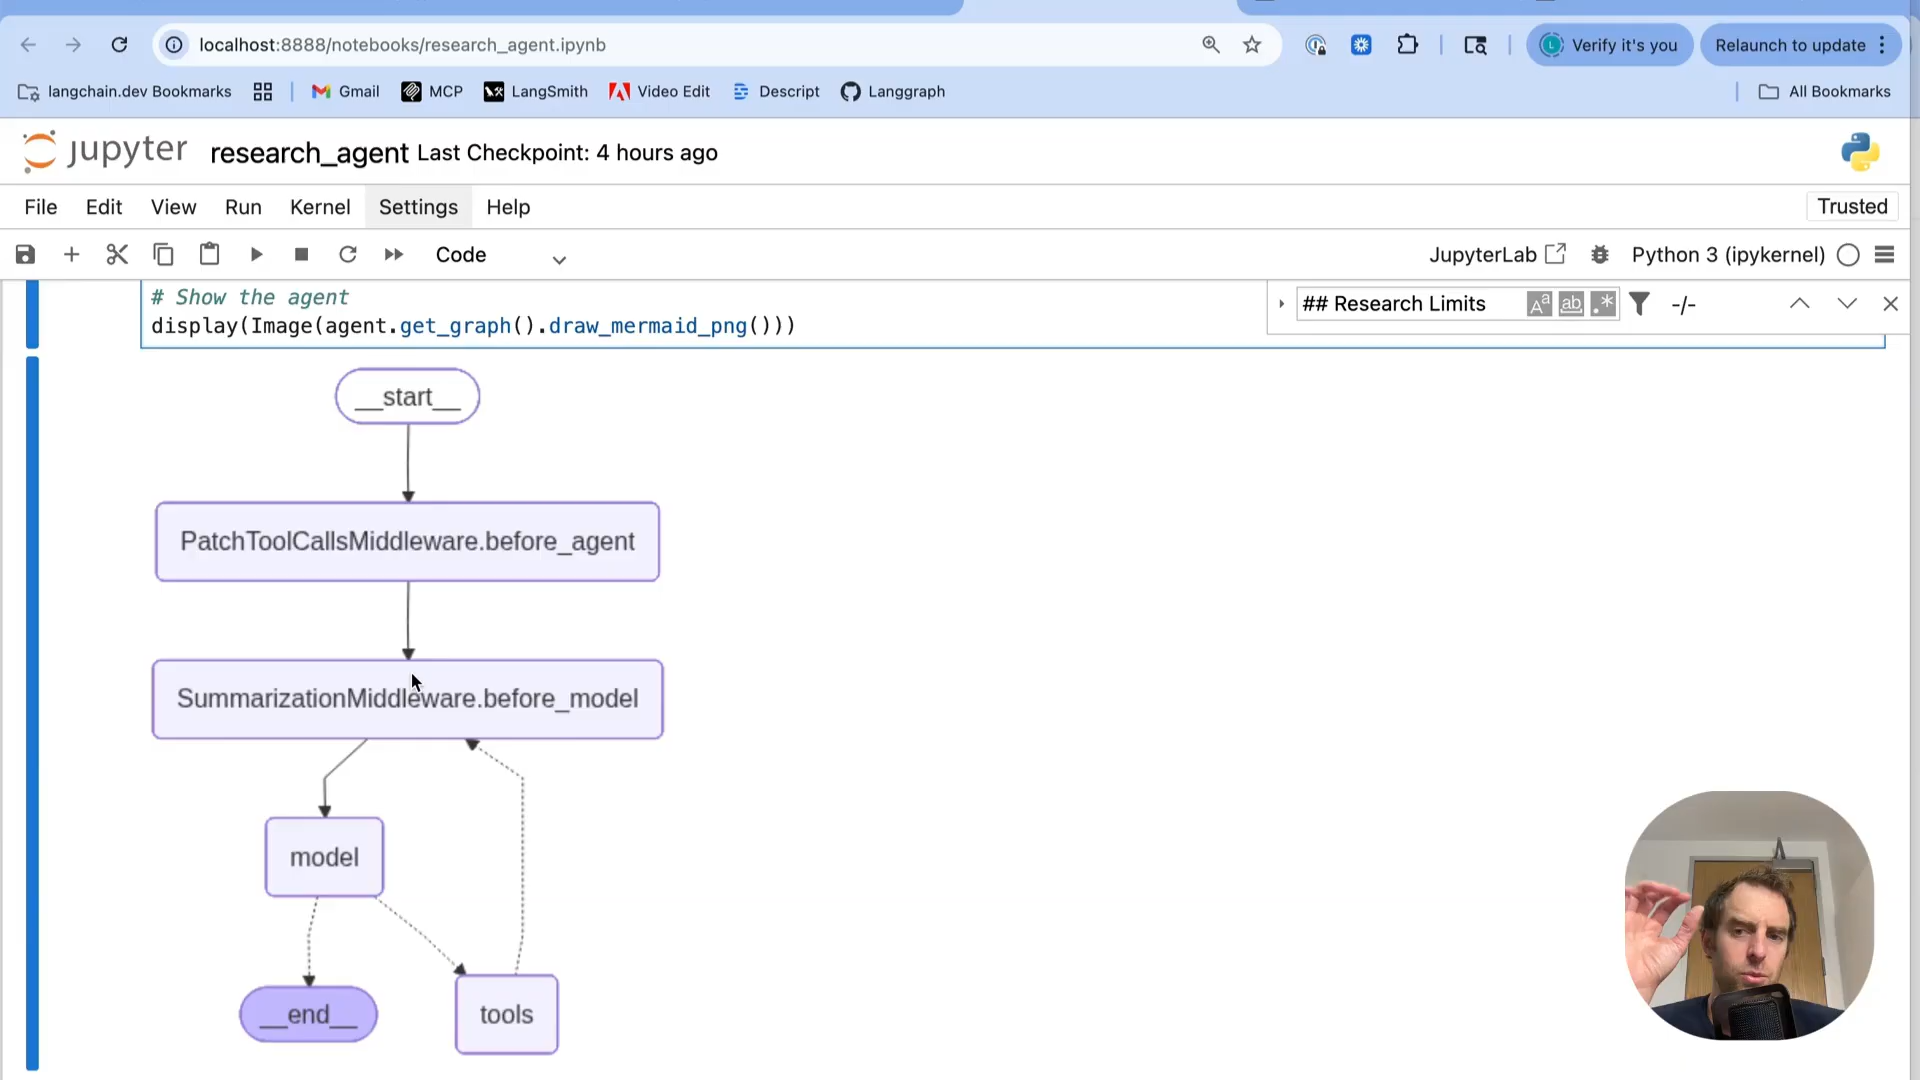 localhost:8888/notebooks/research_agent.ipynb
Verify it's you
Relaunch to update
langchain.dev Bookmarks
Gmail
MCP
LangSmith
Video Edit
Descript
Langgraph
All Bookmarks
jupyter
research_agent Last Checkpoint: 4 hours ago
File Edit View Run Kernel Settings Help
Trusted
Code
JupyterLab
Python 3 (ipykernel)
# Show the agent
display(Image(agent.get_graph().draw_mermaid_png()))
## Research Limits
Aa
ab
.*
-/-
__start__
PatchToolCallsMiddleware.before_agent
SummarizationMiddleware.before_model
model
__end__
tools